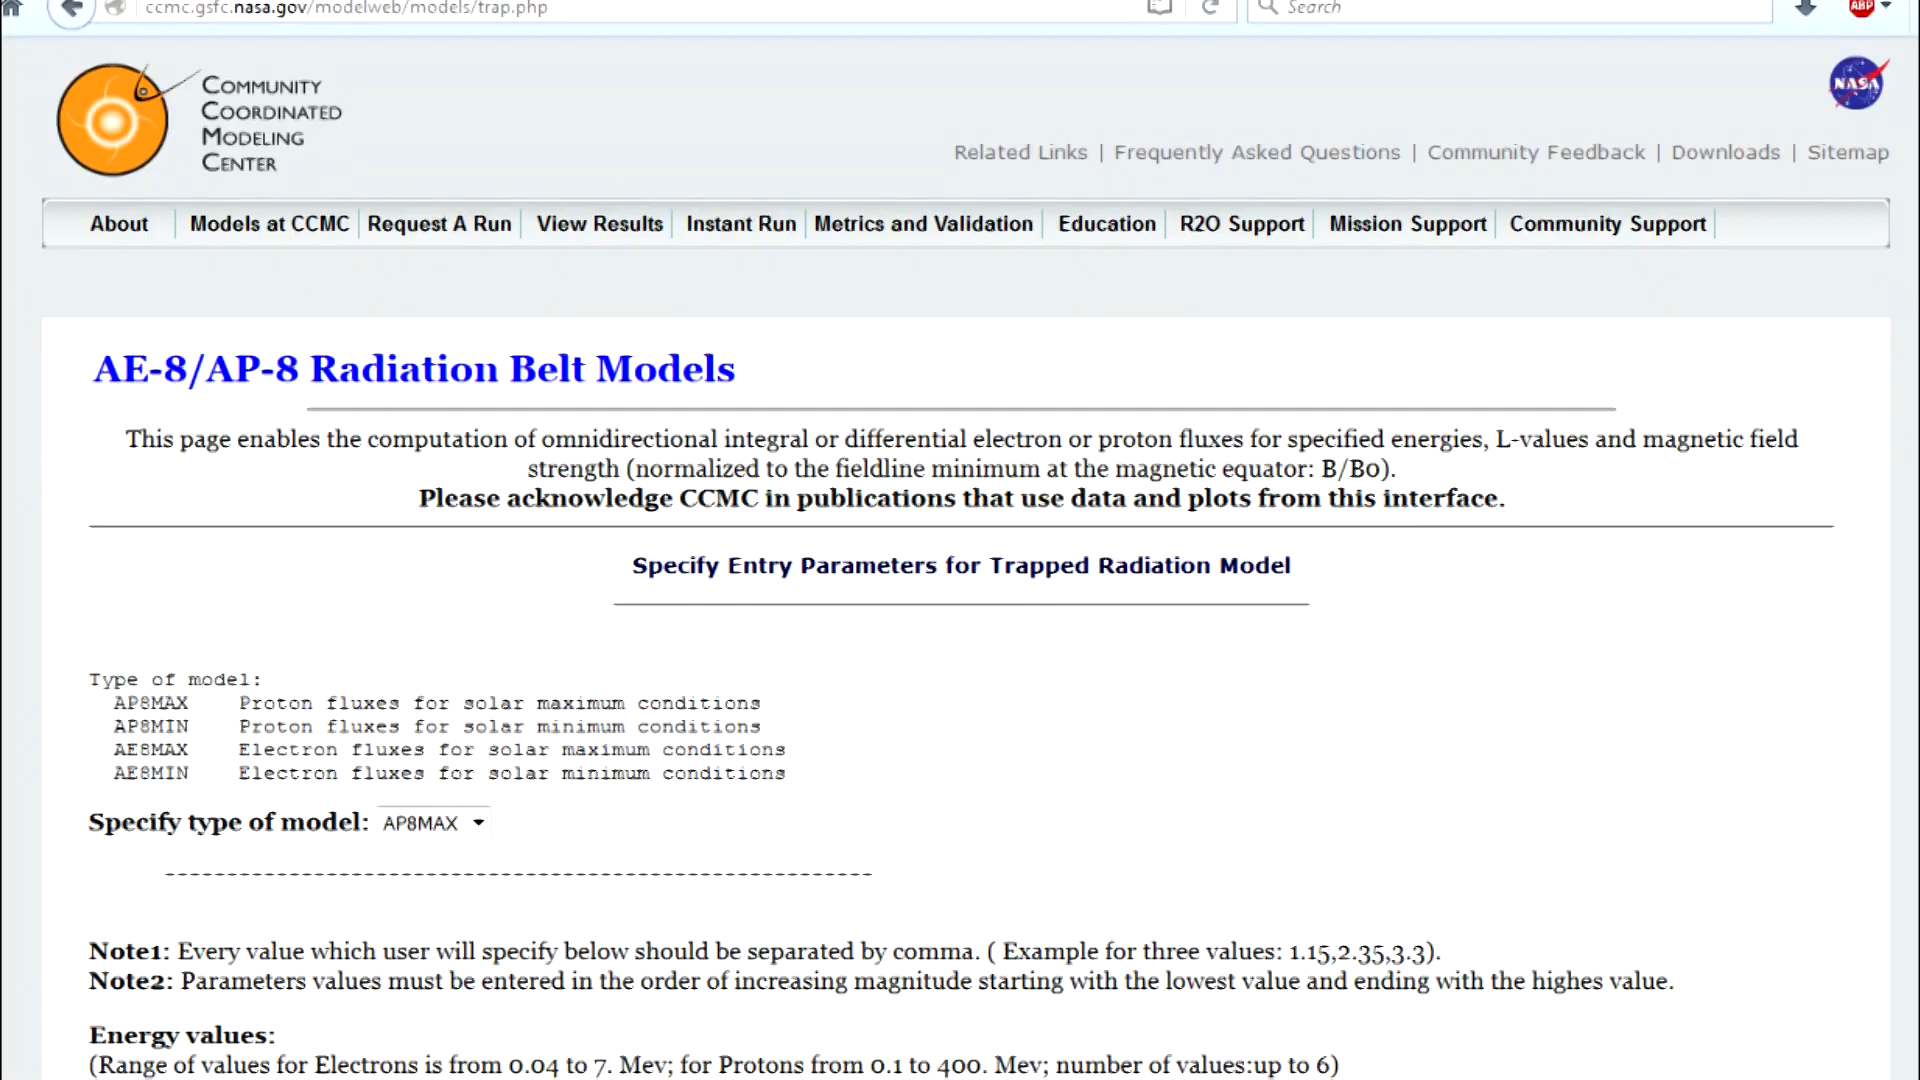 ccmc.gsfc.nasa.gov/modelweb/models/trap.php
Search
ABP
COMMUNITY
COORDINATED
MODELING
CENTER
NASA
Related Links | Frequently Asked Questions | Community Feedback | Downloads | Sitemap
About Models at CCMC Request A Run View Results Instant Run Metrics and Validation Education R2O Support Mission Support Community Support
AE-8/AP-8 Radiation Belt Models
This page enables the computation of omnidirectional integral or differential electron or proton fluxes for specified energies, L-values and magnetic field
strength (normalized to the fieldline minimum at the magnetic equator: B/B0).
Please acknowledge CCMC in publications that use data and plots from this interface.
Specify Entry Parameters for Trapped Radiation Model
Type of model:
AP8MAX Proton fluxes for solar maximum conditions
AP8MIN Proton fluxes for solar minimum conditions
AE8MAX Electron fluxes for solar maximum conditions
AE8MIN Electron fluxes for solar minimum conditions
Specify type of model: AP8MAX
---------------------------------------------------------
Note1: Every value which user will specify below should be separated by comma. ( Example for three values: 1.15,2.35,3.3).
Note2: Parameters values must be entered in the order of increasing magnitude starting with the lowest value and ending with the highes value.
Energy values:
(Range of values for Electrons is from 0.04 to 7. Mev; for Protons from 0.1 to 400. Mev; number of values:up to 6)